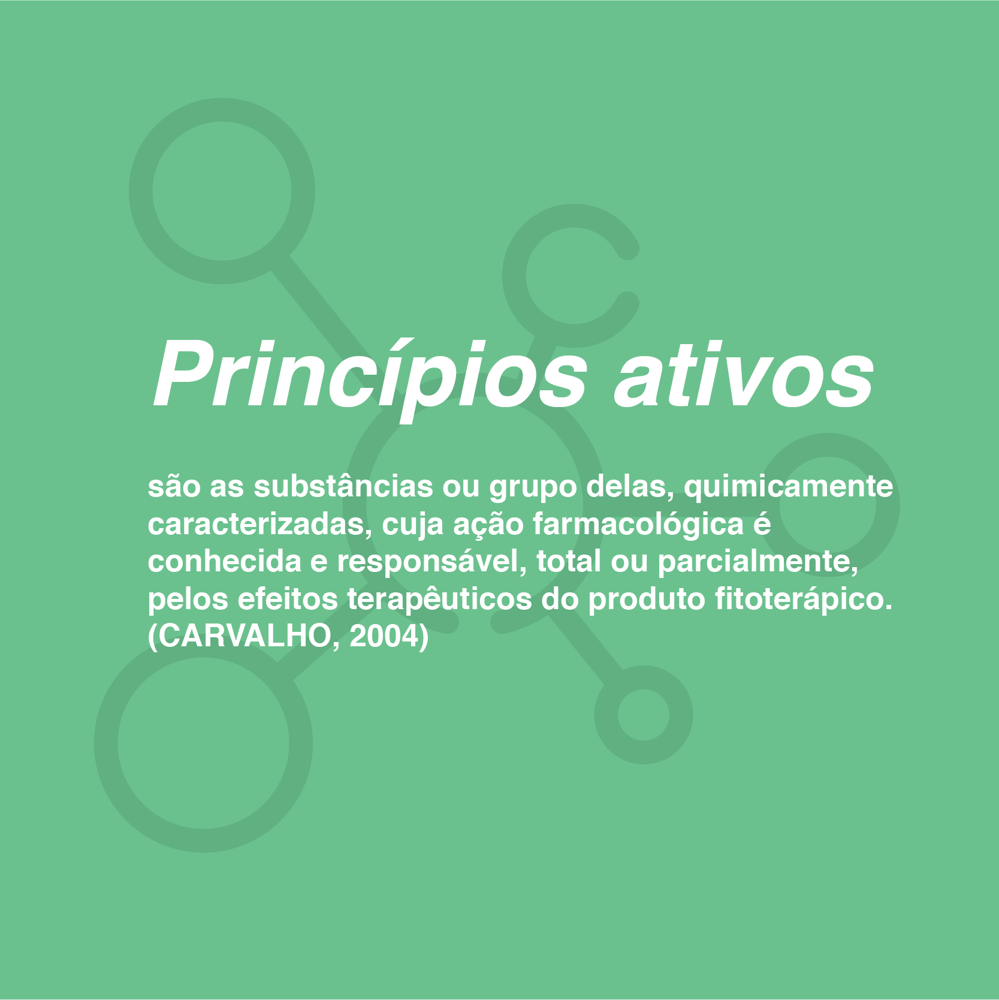 Princípios ativos
são as substâncias ou grupo delas, quimicamente
caracterizadas, cuja ação farmacológica é
conhecida e responsável, total ou parcialmente,
pelos efeitos terapêuticos do produto fitoterápico.
(CARVALHO, 2004)